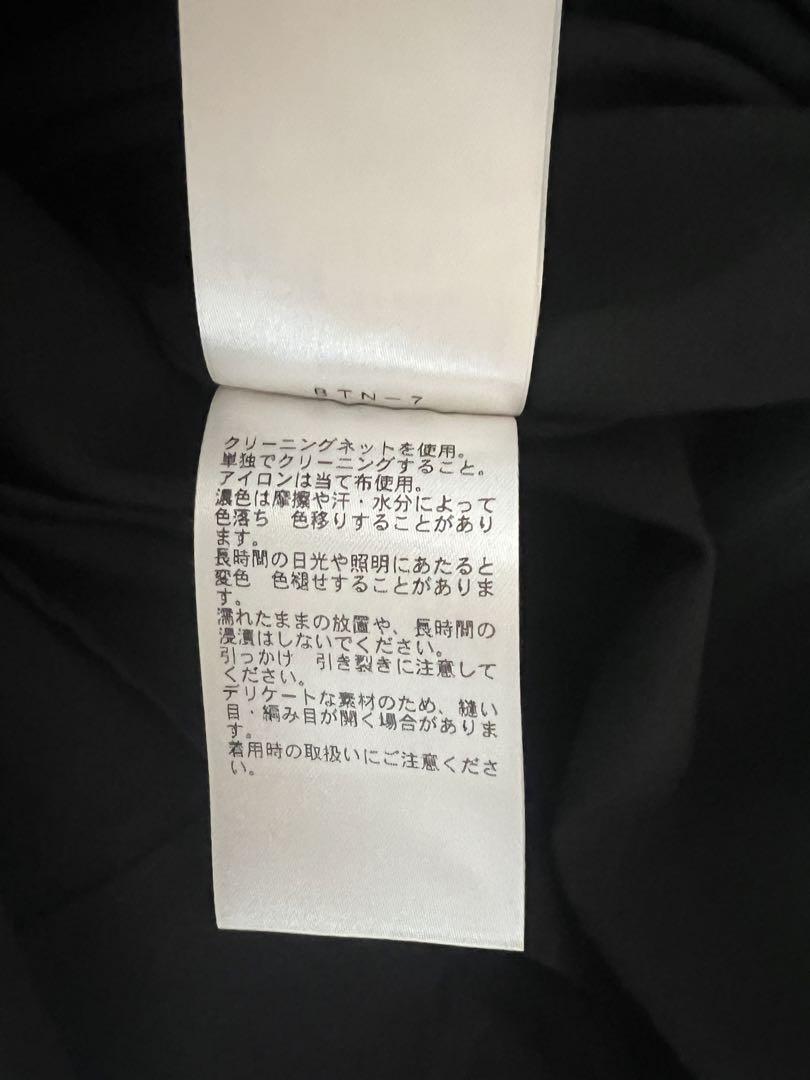 BTN-7
クリーニングネットを使用。
単独でクリーニングすること。
アイロンは当て布使用。
濃色は摩擦や汗・水分によって
色落ち　色移りすることがあり
ます。
長時間の日光や照明にあたると
変色　色褪せすることがありま
す。
濡れたままの放置や、長時間の
浸漬はしないでください。
引っかけ　引き裂きに注意して
ください。
デリケートな素材のため、縫い
目・編み目が開く場合がありま
す。
着用時の取扱いにご注意くださ
い。